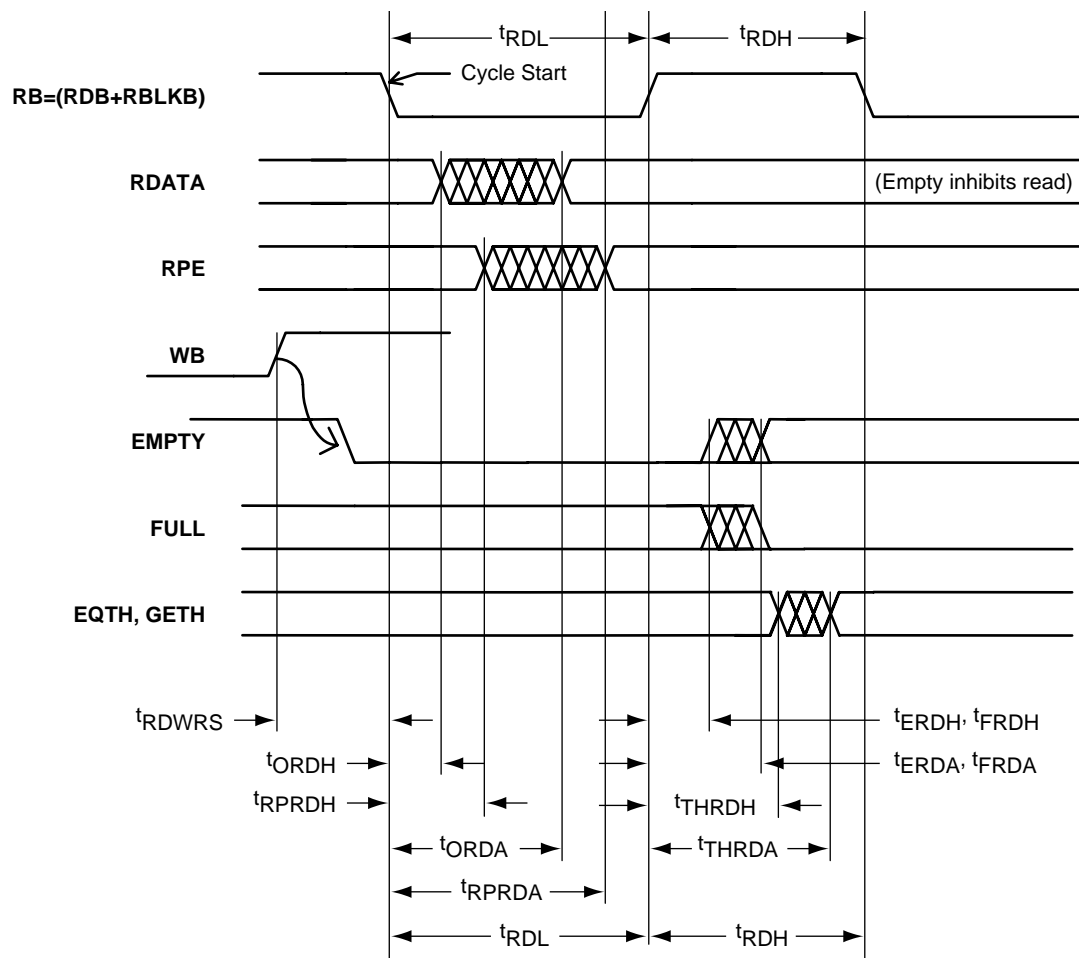 tRDL tRDH
Cycle Start
RB=(RDB+RBLKB)
RDATA (Empty inhibits read)
RPE
WB
EMPTY
FULL
EQTH, GETH
tRDWRS tERDH, tFRDH
tORDH tERDA, tFRDA
tRPRDH tTHRDH
tORDA tTHRDA
tRPRDA
tRDL tRDH